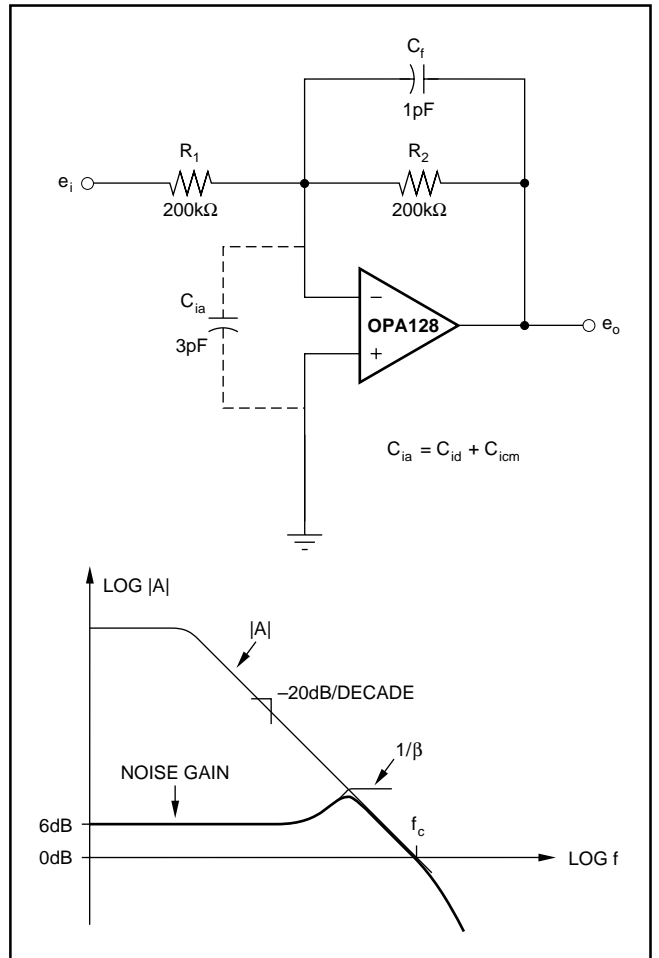 C_f
1pF
R_1
R_2
e_i
200kΩ
200kΩ
C_ia
3pF
–
OPA128
+
e_o
C_ia = C_id + C_icm
LOG |A|
|A|
–20dB/DECADE
1/β
NOISE GAIN
6dB
f_c
0dB
LOG f